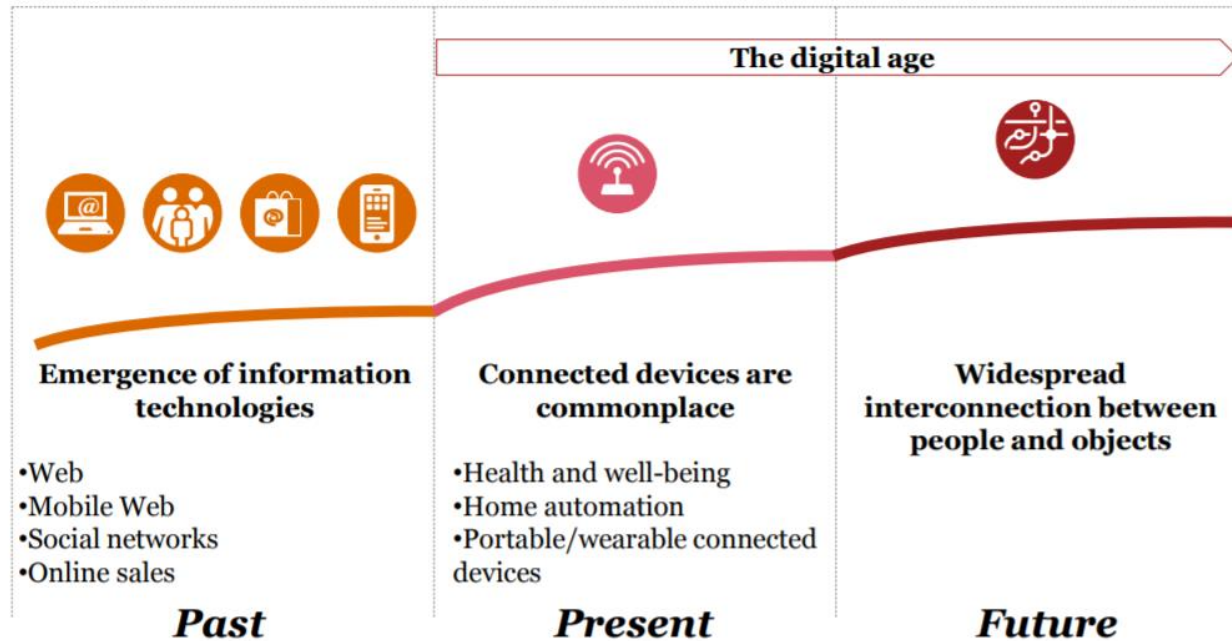 The digital age
Emergence of information
technologies
•Web
•Mobile Web
•Social networks
•Online sales
Past
Connected devices are
commonplace
•Health and well-being
•Home automation
•Portable/wearable connected
devices
Present
Widespread
interconnection between
people and objects
Future